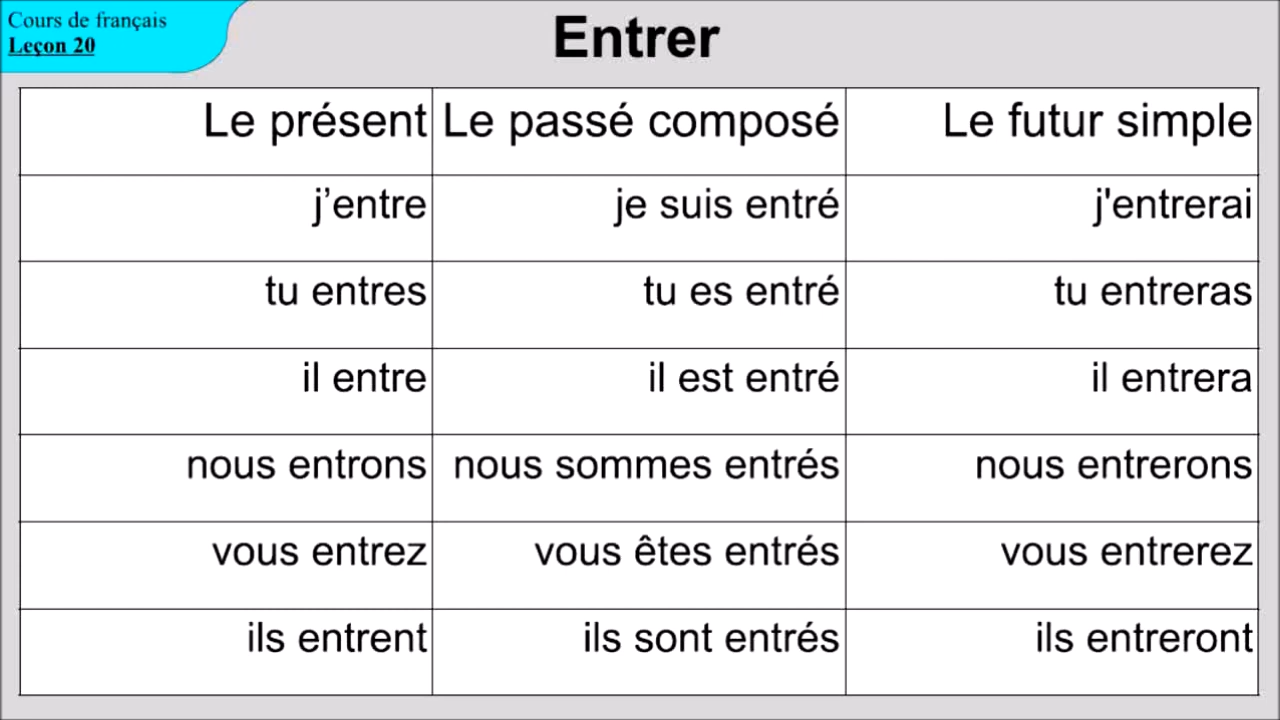 Cours de français
Leçon 20
Entrer
Le présent Le passé composé Le futur simple
j’entre je suis entré j'entrerai
tu entres tu es entré tu entreras
il entre il est entré il entrera
nous entrons nous sommes entrés nous entrerons
vous entrez vous êtes entrés vous entrerez
ils entrent ils sont entrés ils entreront